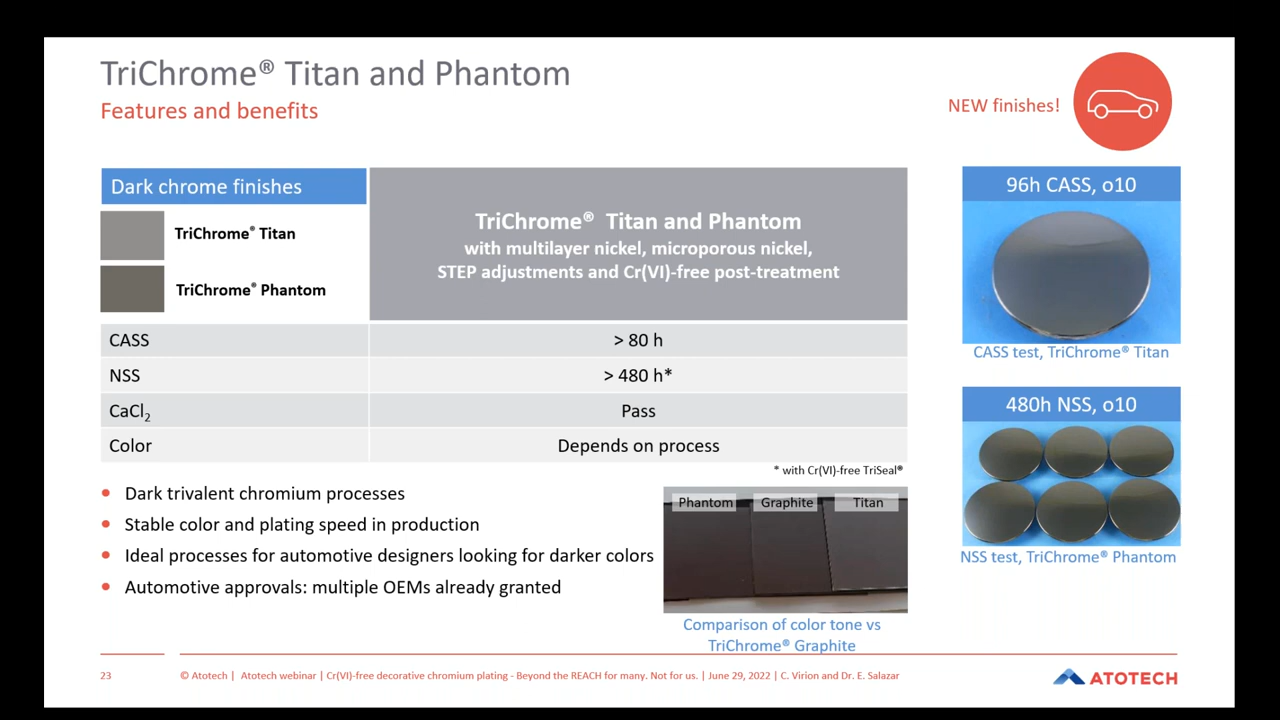 TriChrome® Titan and Phantom
Features and benefits
NEW finishes!
Dark chrome finishes
TriChrome® Titan
TriChrome® Phantom
TriChrome® Titan and Phantom
with multilayer nickel, microporous nickel,
STEP adjustments and Cr(VI)-free post-treatment
CASS > 80 h
NSS > 480 h*
CaCl₂ Pass
Color Depends on process
* with Cr(VI)-free TriSeal®
• Dark trivalent chromium processes
• Stable color and plating speed in production
• Ideal processes for automotive designers looking for darker colors
• Automotive approvals: multiple OEMs already granted
Phantom Graphite Titan
Comparison of color tone vs
TriChrome® Graphite
96h CASS, o10
CASS test, TriChrome® Titan
480h NSS, o10
NSS test, TriChrome® Phantom
23
© Atotech | Atotech webinar | Cr(VI)-free decorative chromium plating - Beyond the REACH for many. Not for us. | June 29, 2022 | C. Virion and Dr. E. Salazar
ATOTECH